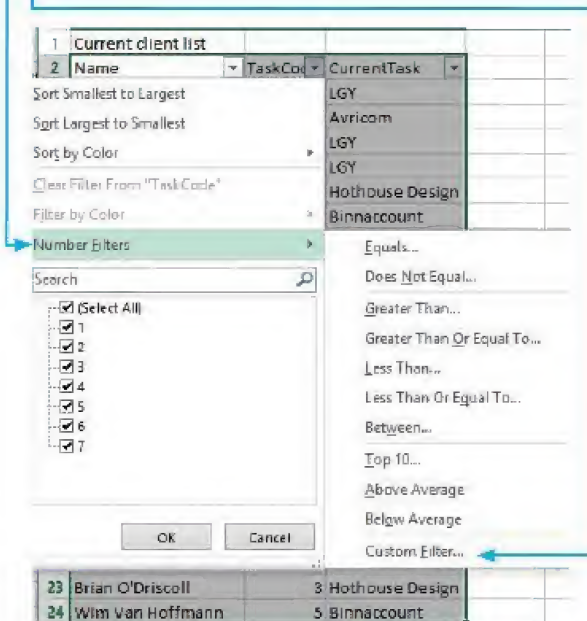 1 Current client list
2 Name TaskCod CurrentTask
Sort Smallest to Largest
LGY
Sort Largest to Smallest
Avricom
Sort by Color
LGY
LGY
Clear Filter From "TaskCode"
Hothouse Design
Filter by Color
Binnaccount
Number Filters
Equals...
Search
Does Not Equal...
(Select All)
1
Greater Than...
2
Greater Than Or Equal To...
3
Less Than...
4
Less Than Or Equal To...
5
6
Between...
7
Top 10...
Above Average
Below Average
OK Cancel
Custom Filter...
23 Brian O'Driscoll 3 Hothouse Design
24 Wim Van Hoffmann 5 Binnaccount